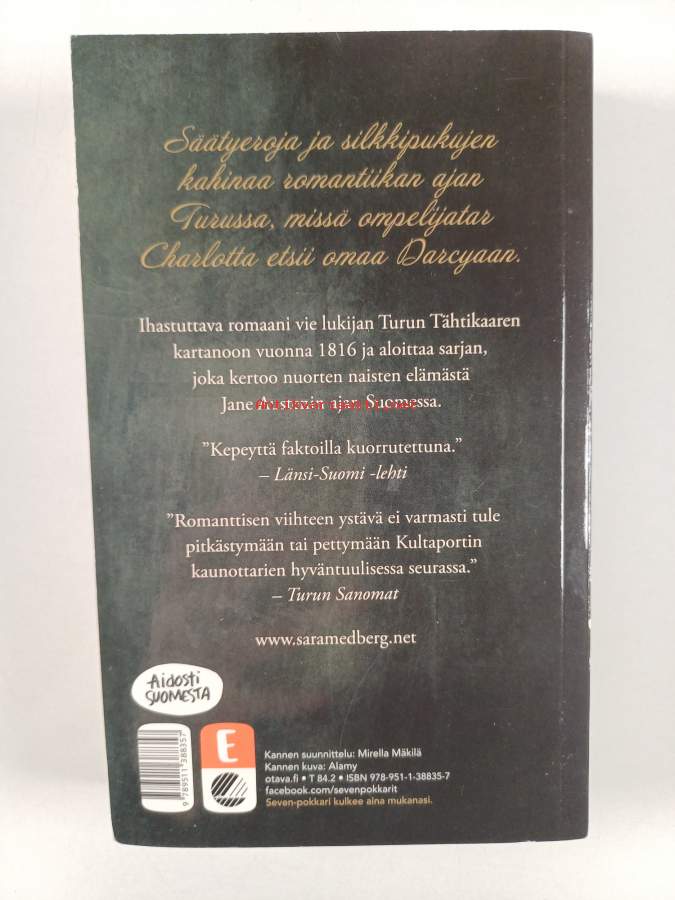 Säätyeroja ja silkkipukujen
kahinaa romantiikan ajan
Turussa, missä ompelijatar
Charlotta etsii omaa Darcyaan.
Ihastuttava romaani vie lukijan Turun Tähtikaaren
kartanoon vuonna 1816 ja aloittaa sarjan,
joka kertoo nuorten naisten elämästä
Jane Austenin ajan Suomessa.
”Kepeyttä faktoilla kuorrutettuna.”
– Länsi-Suomi -lehti
”Romanttisen viihteen ystävä ei varmasti tule
pitkästymään tai pettymään Kultaportin
kaunottarien hyväntuulisessa seurassa.”
– Turun Sanomat
www.saramedberg.net
Aidosti
SUOMESTA
9 789511 388357
E
Kannen suunnittelu: Mirella Mäkilä
Kannen kuva: Alamy
otava.fi • T 84.2 • ISBN 978-951-1-38835-7
facebook.com/sevenpokkarit
Seven-pokkari kulkee aina mukanasi.